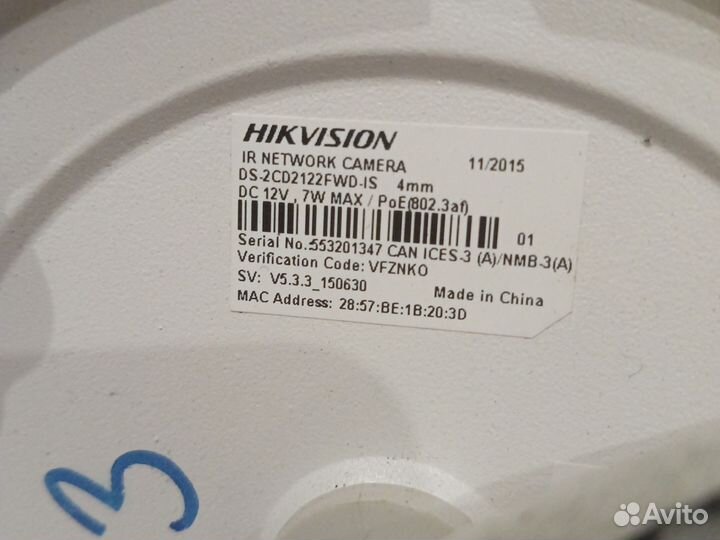 HIKVISION
IR NETWORK CAMERA 11/2015
DS-2CD2122FWD-IS 4mm
DC 12V , 7W MAX / PoE(802.3af)
01
Serial No.:553201347 CAN ICES-3 (A)/NMB-3(A)
Verification Code: VFZNKO
SV: V5.3.3_150630 Made in China
MAC Address: 28:57:BE:1B:20:3D
3
Avito